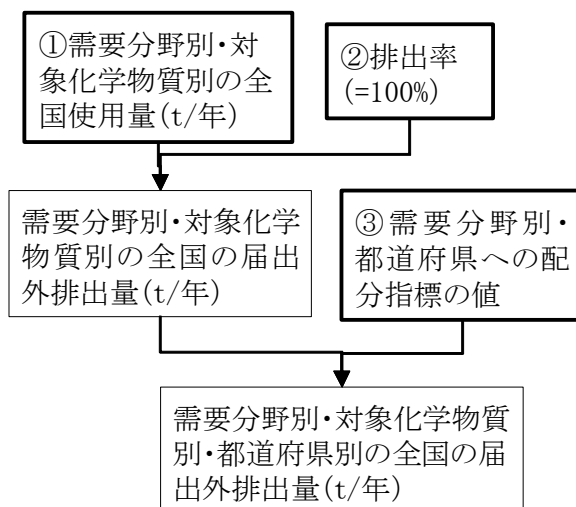 ①需要分野別・対
象化学物質別の全
国使用量(t/年)
②排出率
(=100%)
需要分野別・対象化学
物質別の全国の届出
外排出量(t/年)
③需要分野別・
都道府県への配
分指標の値
需要分野別・対象化学物質
別・都道府県別の全国の届
出外排出量(t/年)